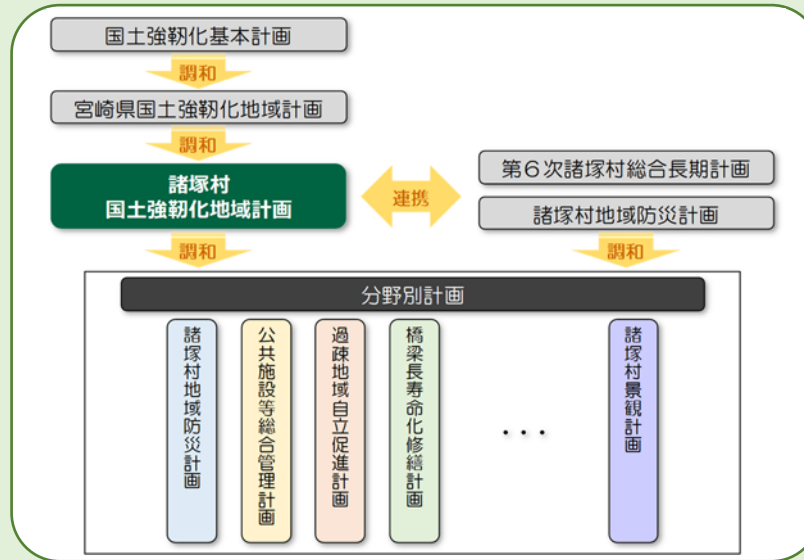 国土強靭化基本計画
調和
宮崎県国土強靭化地域計画
調和
諸塚村
国土強靭化地域計画
連携
第６次諸塚村総合長期計画
諸塚村地域防災計画
調和
調和
分野別計画
諸塚村地域防災計画
公共施設等総合管理計画
過疎地域自立促進計画
橋梁長寿命化修繕計画
・・・
諸塚村景観計画